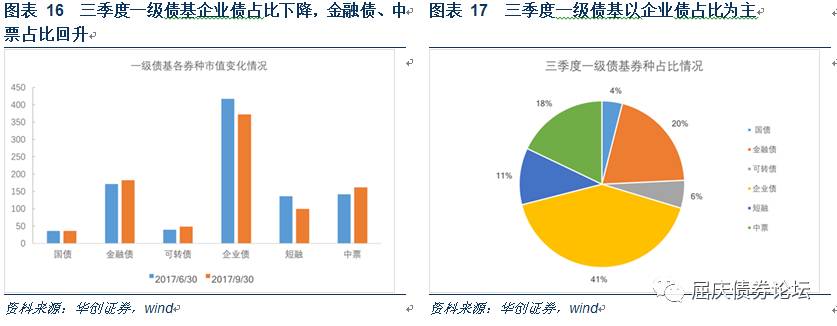 图表 16 三季度一级债基企业债占比下降，金融债、中
票占比回升
一级债基各券种市值变化情况
450
400
350
300
250
200
150
100
50
0
国债 金融债 可转债 企业债 短融 中票
2017/6/30 2017/9/30
资料来源：华创证券，wind
图表 17 三季度一级债基以企业债占比为主
三季度一级债基券种占比情况
4%
20%
6%
41%
11%
18%
国债
金融债
可转债
企业债
短融
中票
资料来源：华创证券，wind
屈庆债券论坛